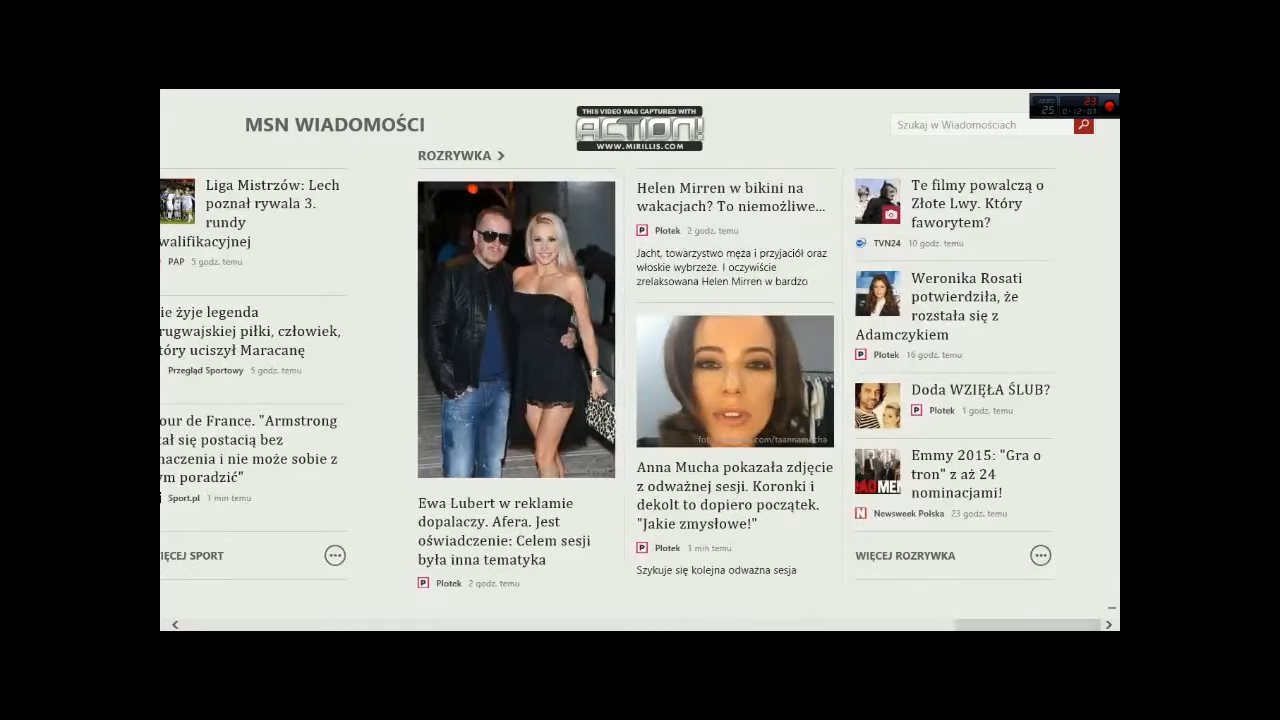 MSN WIADOMOŚCI
THIS VIDEO WAS CAPTURED WITH
ACTION!
WWW.MIRILLIS.COM
23
25
Szukaj w Wiadomościach
Liga Mistrzów: Lech
poznał rywala 3.
rundy
walifikacyjnej
PAP 5 godz. temu
ie żyje legenda
rugwajskiej piłki, człowiek,
tóry uciszył Maracanę
Przegląd Sportowy 5 godz. temu
our de France. "Armstrong
tał się postacią bez
naczenia i nie może sobie z
ym poradzić"
Sport.pl 1 min temu
IĘCEJ SPORT
ROZRYWKA
Ewa Lubert w reklamie
dopalaczy. Afera. Jest
oświadczenie: Celem sesji
była inna tematyka
P Plotek 2 godz. temu
Helen Mirren w bikini na
wakacjach? To niemożliwe...
P Plotek 2 godz. temu
Jacht, towarzystwo męża i przyjaciół oraz
włoskie wybrzeże. I oczywiście
zrelaksowana Helen Mirren w bardzo
Anna Mucha pokazała zdjęcie
z odważnej sesji. Koronki i
dekolt to dopiero początek.
"Jakie zmysłowe!"
P Plotek 1 min temu
Szykuje się kolejna odważna sesja
Te filmy powalczą o
Złote Lwy. Który
faworytem?
TVN24 10 godz. temu
Weronika Rosati
potwierdziła, że
rozstała się z
Adamczykiem
P Plotek 16 godz. temu
Doda WZIĘŁA ŚLUB?
P Plotek 1 godz. temu
Emmy 2015: "Gra o
tron" z aż 24
nominacjami!
N Newsweek Polska 23 godz. temu
WIĘCEJ ROZRYWKA